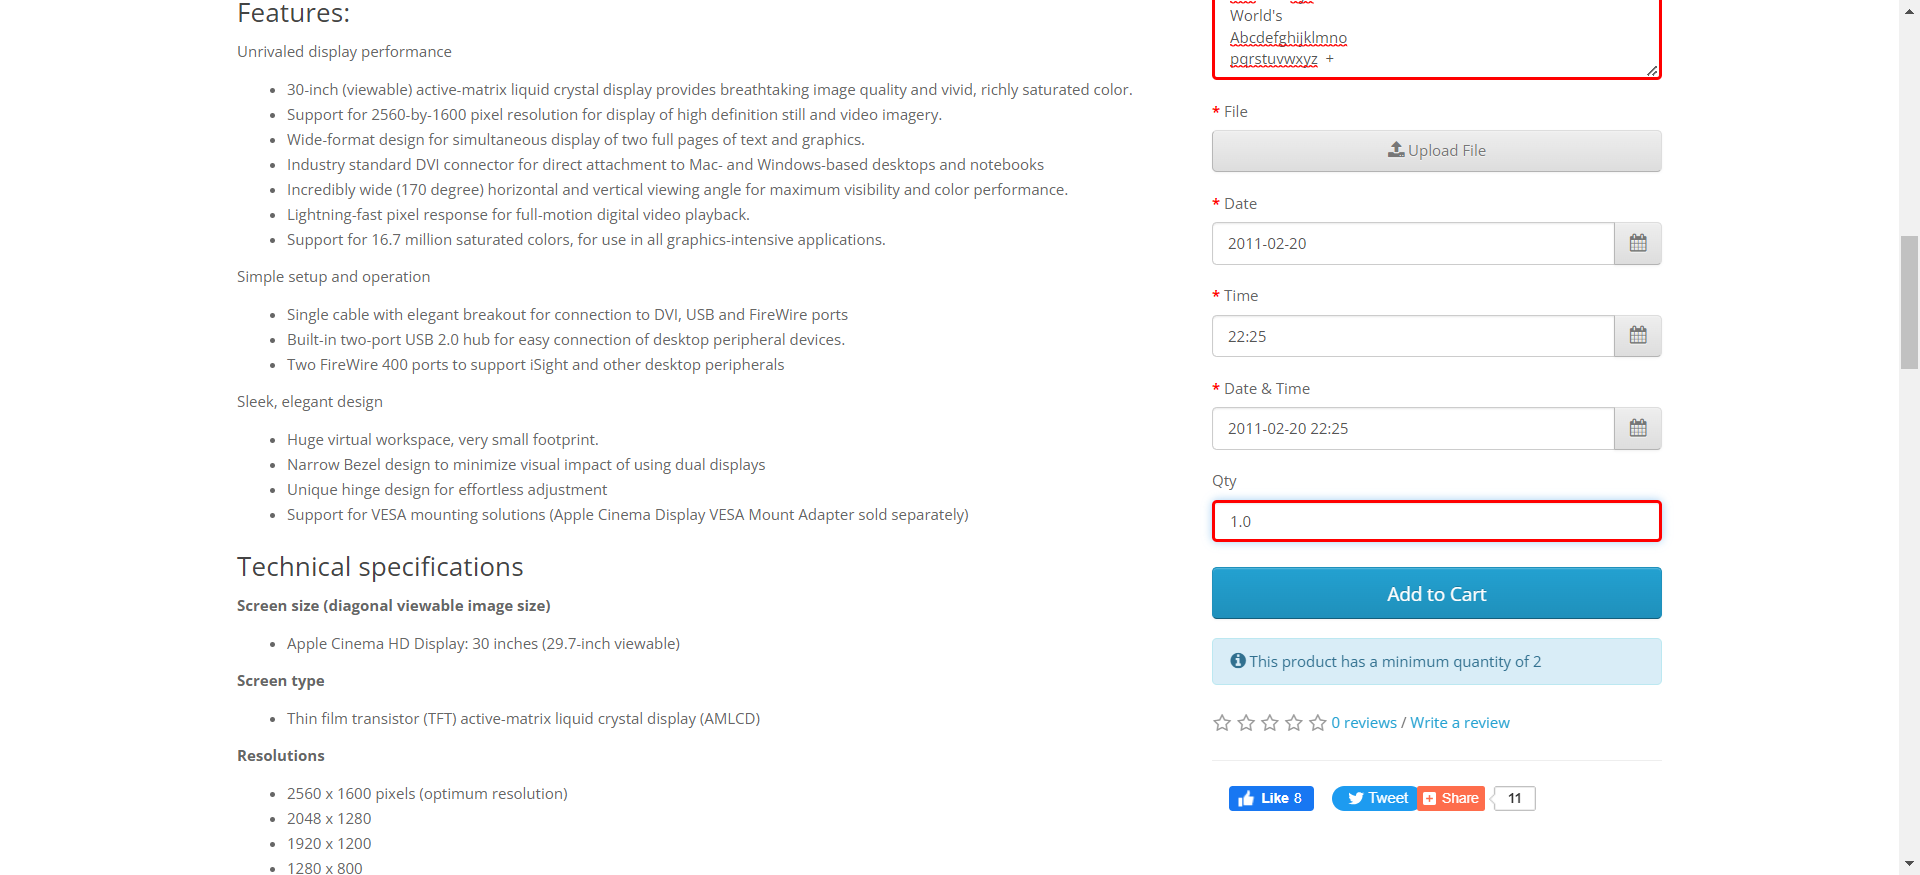 Features:
Unrivaled display performance
30-inch (viewable) active-matrix liquid crystal display provides breathtaking image quality and vivid, richly saturated color.
Support for 2560-by-1600 pixel resolution for display of high definition still and video imagery.
Wide-format design for simultaneous display of two full pages of text and graphics.
Industry standard DVI connector for direct attachment to Mac- and Windows-based desktops and notebooks
Incredibly wide (170 degree) horizontal and vertical viewing angle for maximum visibility and color performance.
Lightning-fast pixel response for full-motion digital video playback.
Support for 16.7 million saturated colors, for use in all graphics-intensive applications.
Simple setup and operation
Single cable with elegant breakout for connection to DVI, USB and FireWire ports
Built-in two-port USB 2.0 hub for easy connection of desktop peripheral devices.
Two FireWire 400 ports to support iSight and other desktop peripherals
Sleek, elegant design
Huge virtual workspace, very small footprint.
Narrow Bezel design to minimize visual impact of using dual displays
Unique hinge design for effortless adjustment
Support for VESA mounting solutions (Apple Cinema Display VESA Mount Adapter sold separately)
Technical specifications
Screen size (diagonal viewable image size)
Apple Cinema HD Display: 30 inches (29.7-inch viewable)
Screen type
Thin film transistor (TFT) active-matrix liquid crystal display (AMLCD)
Resolutions
2560 x 1600 pixels (optimum resolution)
2048 x 1280
1920 x 1200
1280 x 800
World's
Abcdefghijklmno
pqrstuvwxyz +
* File
Upload File
* Date
2011-02-20
* Time
22:25
* Date & Time
2011-02-20 22:25
Qty
1.0
Add to Cart
This product has a minimum quantity of 2
0 reviews / Write a review
Like 8
Tweet
Share
11